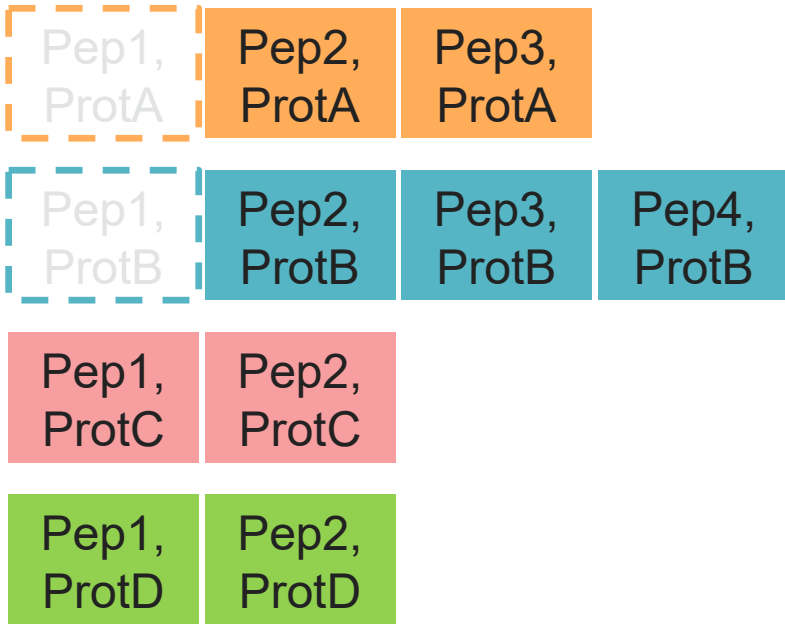 Pep1, Pep2, Pep3,
ProtA ProtA ProtA
Pep1, Pep2, Pep3, Pep4,
ProtB ProtB ProtB ProtB
Pep1, Pep2,
ProtC ProtC
Pep1, Pep2,
ProtD ProtD